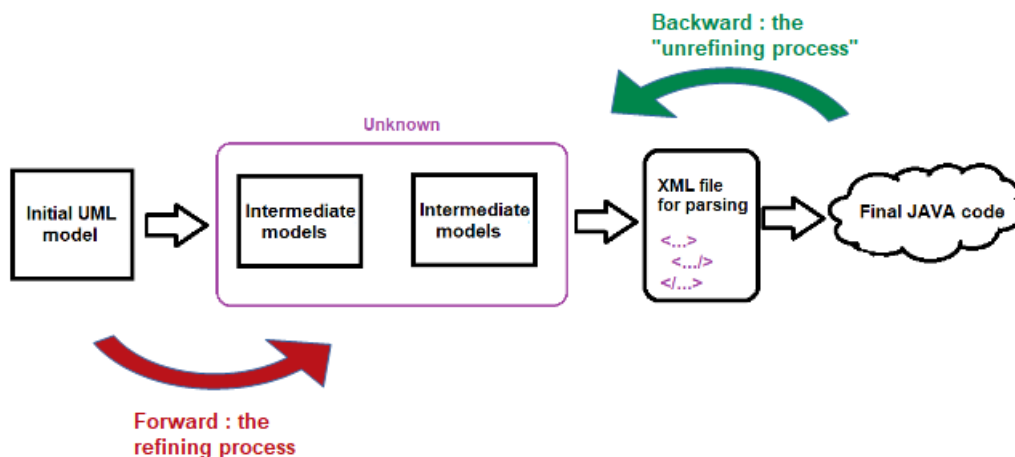 Backward : the
"unrefining process"
Unknown
Initial UML
model
Intermediate
models
Intermediate
models
XML file
for parsing
<...>
<.../>
</...>
Final JAVA code
Forward : the
refining process